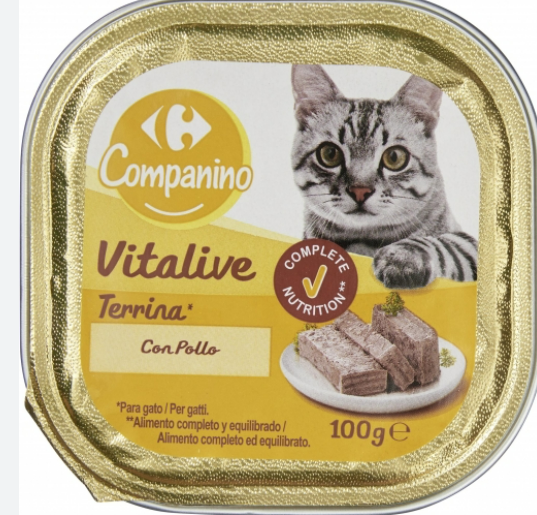 Companino
Vitalive
COMPLETE
NUTRITION**
Terrina*
Con Pollo
*Para gato / Per gatti.
**Alimento completo y equilibrado /
Alimento completo ed equilibrato.
100g ℮